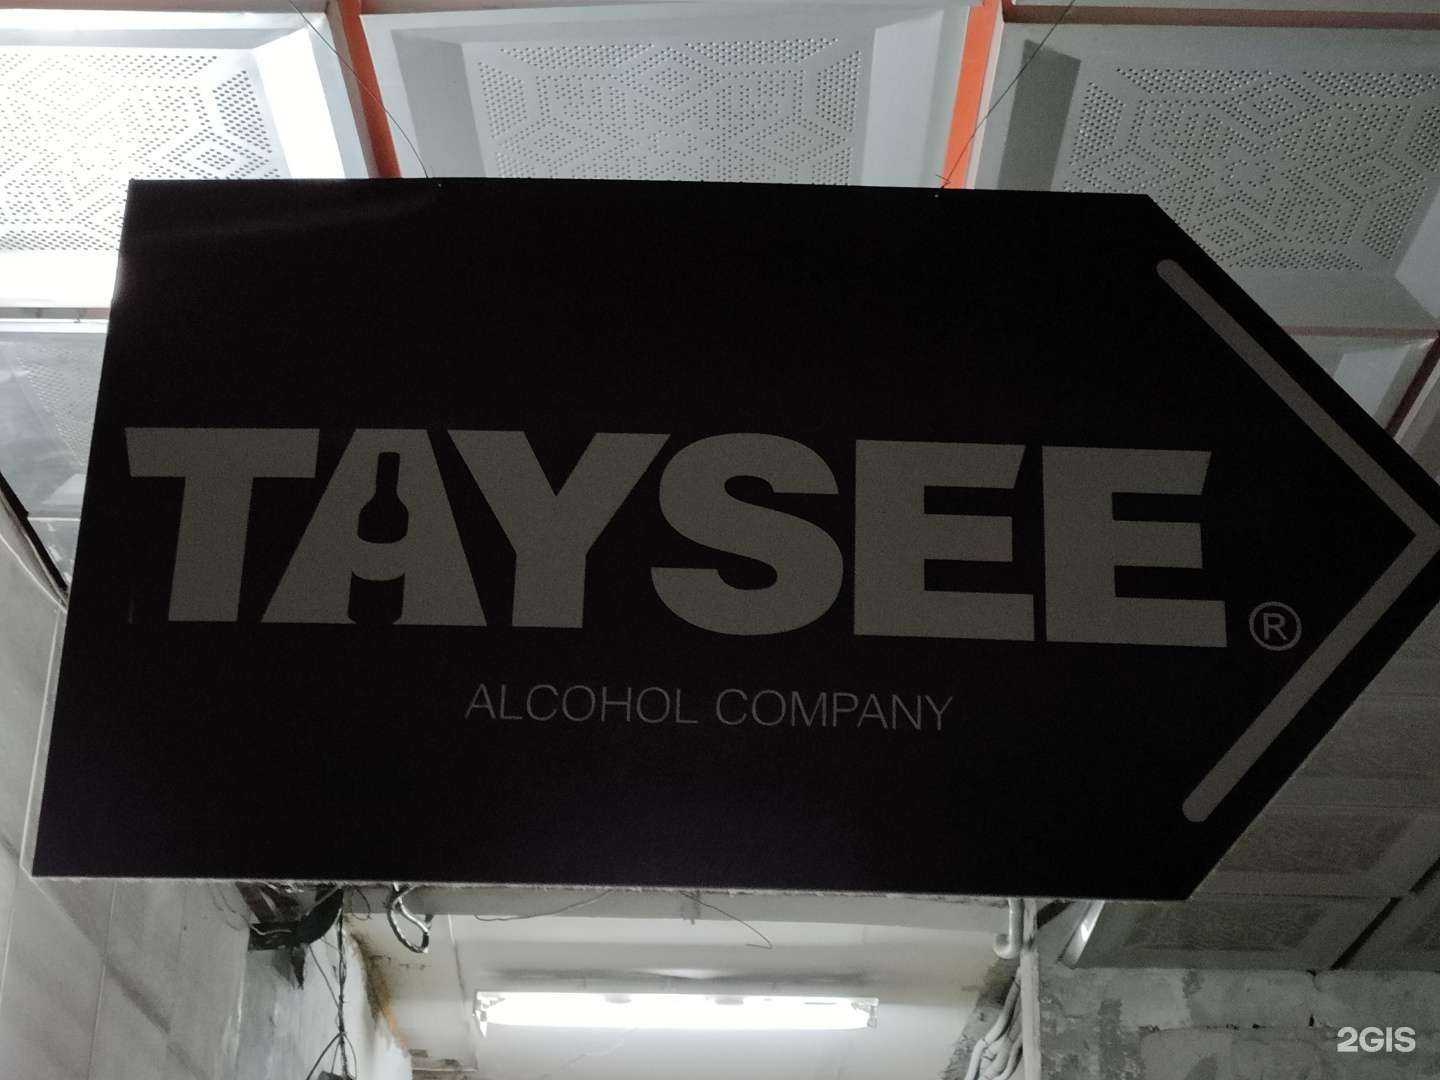 TAYSEE ®
ALCOHOL COMPANY
2GIS